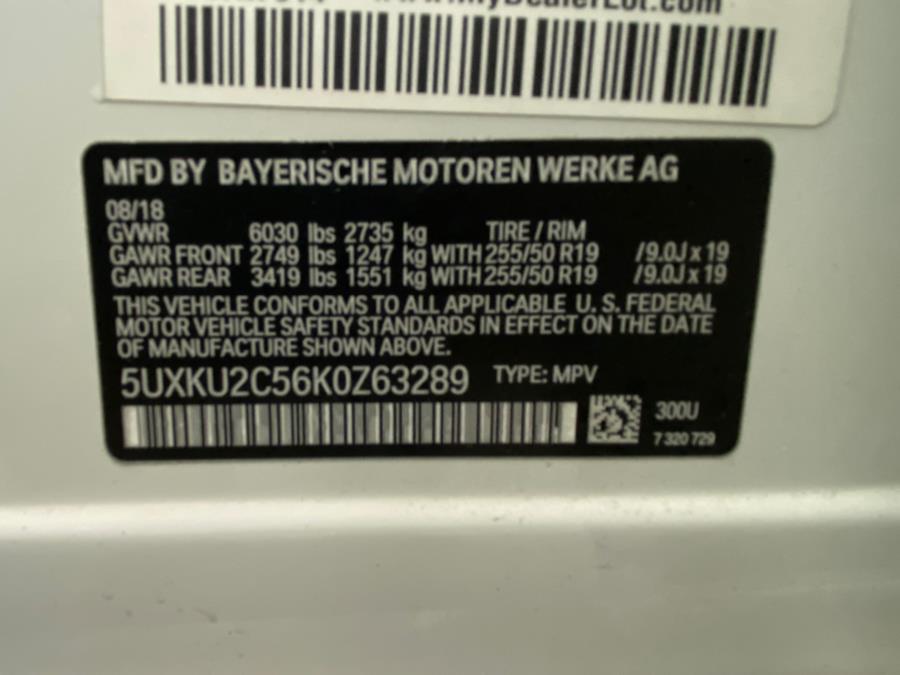 www.MyDealerLot.com
MFD BY BAYERISCHE MOTOREN WERKE AG
08/18
GVWR 6030 lbs 2735 kg TIRE / RIM
GAWR FRONT 2749 lbs 1247 kg WITH 255/50 R19 /9.0J x 19
GAWR REAR 3419 lbs 1551 kg WITH 255/50 R19 /9.0J x 19
THIS VEHICLE CONFORMS TO ALL APPLICABLE U. S. FEDERAL
MOTOR VEHICLE SAFETY STANDARDS IN EFFECT ON THE DATE
OF MANUFACTURE SHOWN ABOVE.
5UXKU2C56K0Z63289 TYPE: MPV
300U
7 320 729